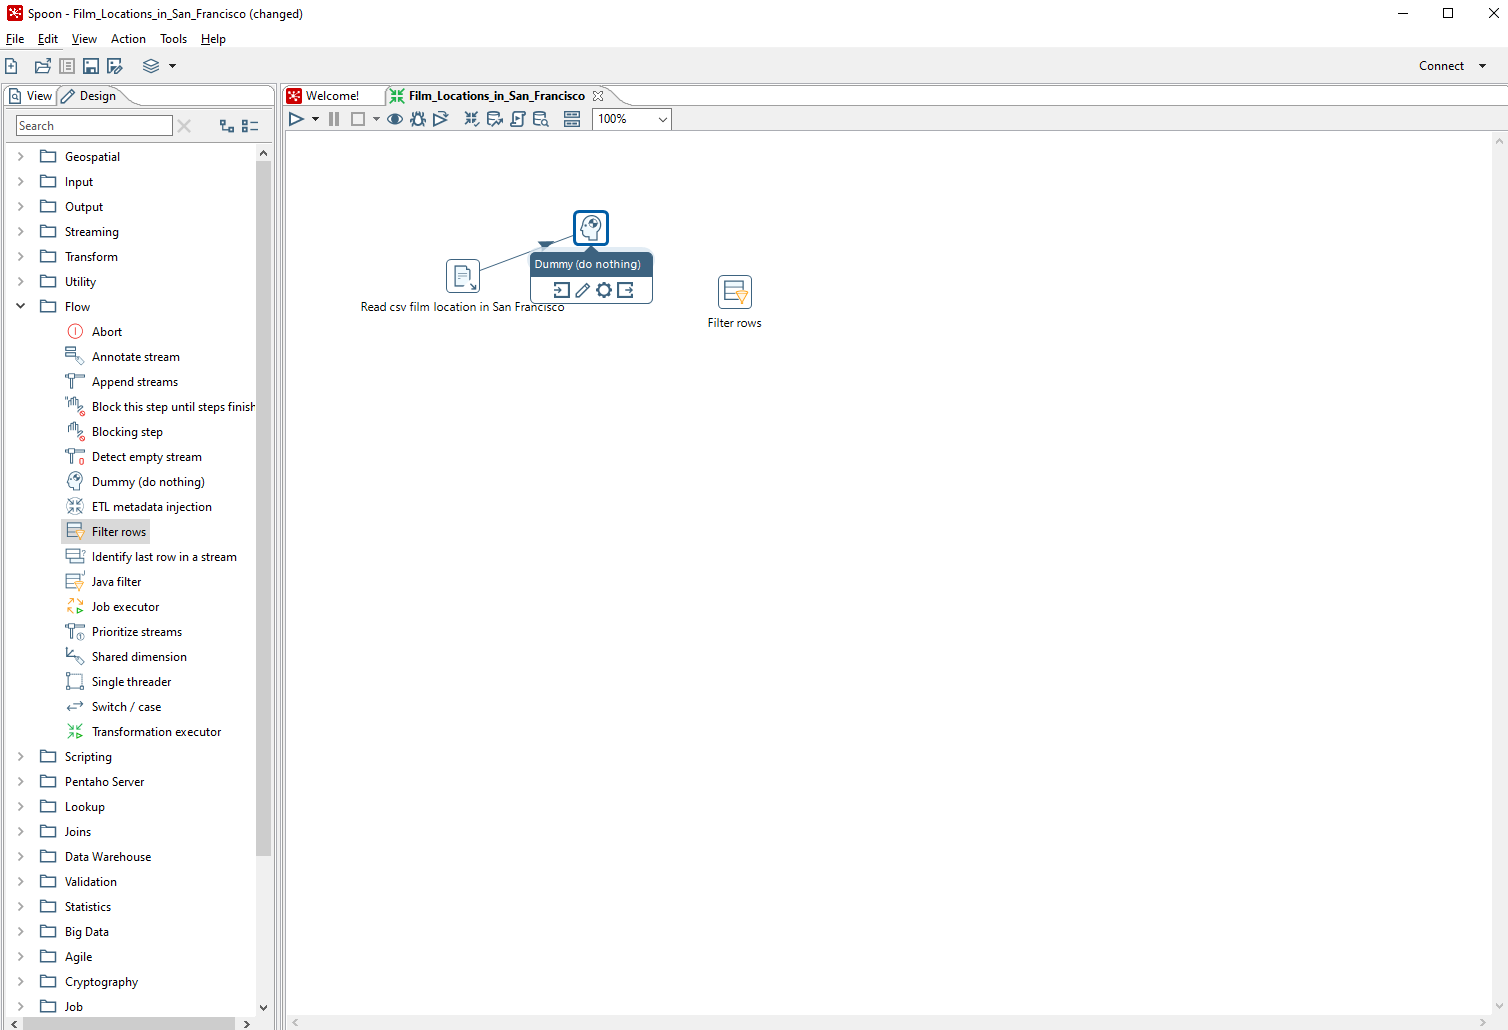 Spoon - Film_Locations_in_San_Francisco (changed)
File Edit View Action Tools Help
Connect
View Design
Welcome! Film_Locations_in_San_Francisco
Search
100%
Geospatial
Input
Output
Streaming
Transform
Utility
Flow
Abort
Annotate stream
Append streams
Block this step until steps finish
Blocking step
Detect empty stream
Dummy (do nothing)
ETL metadata injection
Filter rows
Identify last row in a stream
Java filter
Job executor
Prioritize streams
Shared dimension
Single threader
Switch / case
Transformation executor
Scripting
Pentaho Server
Lookup
Joins
Data Warehouse
Validation
Statistics
Big Data
Agile
Cryptography
Job
Dummy (do nothing)
Read csv film location in San Francisco
Filter rows